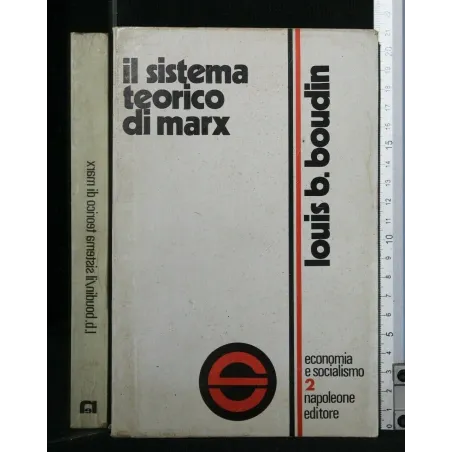 il sistema
teorico
di marx
louis b. boudin
economia
e socialismo
2
napoleone
editore
l.b. boudin/il sistema teorico di marx